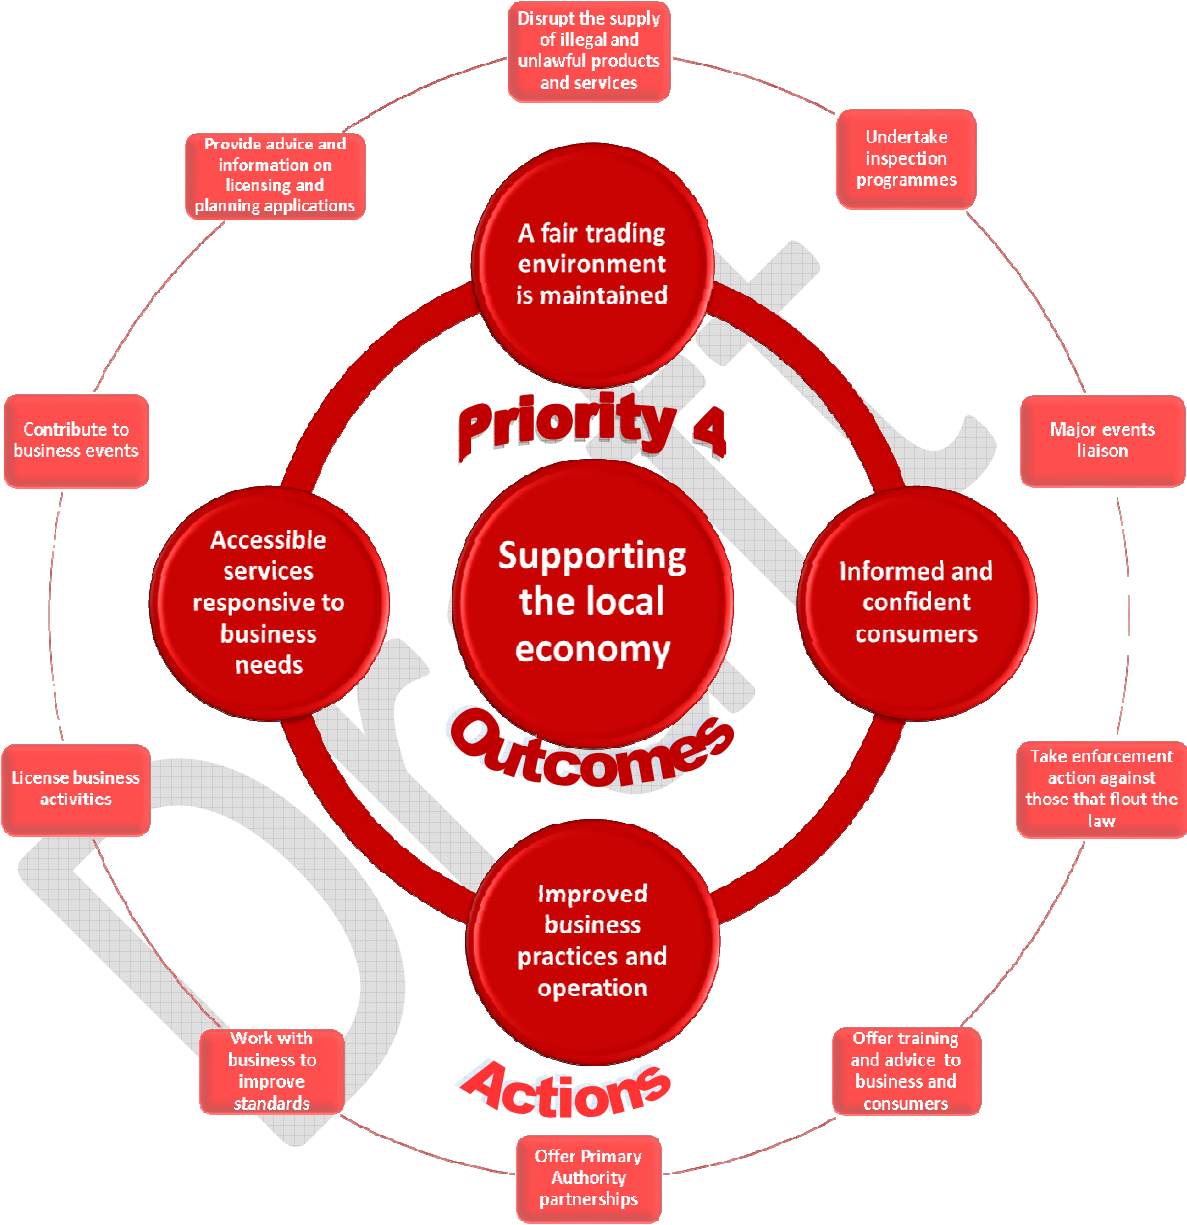 Disrupt the supply
of illegal and
unlawful products
and services
Undertake
inspection
programmes
Provide advice and
information on
licensing and
planning applications
A fair trading
environment
is maintained
Priority 4
Contribute to
business events
Major events
liaison
Accessible
services
responsive to
business
needs
Supporting
the local
economy
Informed and
confident
consumers
Outcomes
License business
activities
Take enforcement
action against
those that flout the
law
Improved
business
practices and
operation
Work with
business to
improve
standards
Offer training
and advice to
business and
consumers
Actions
Offer Primary
Authority
partnerships
Draft